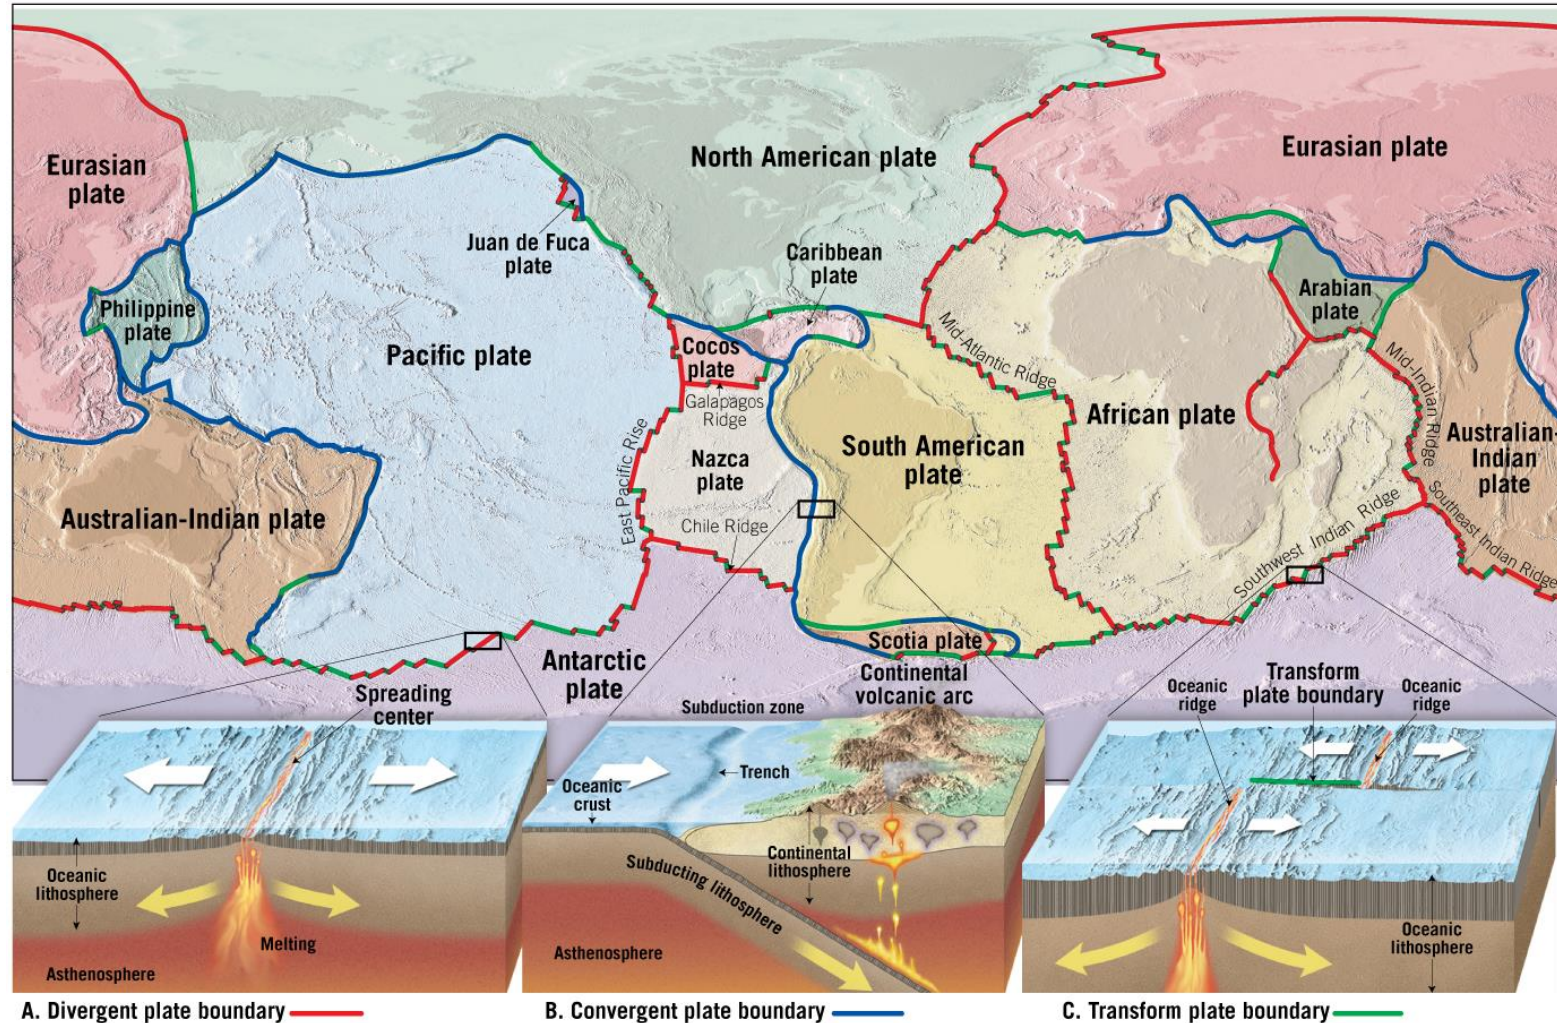 Eurasian
plate
North American plate
Eurasian plate
Juan de Fuca
plate
Caribbean
plate
Philippine
plate
Arabian
plate
Pacific plate
Cocos
plate
Mid-Atlantic Ridge
Mid-Indian Ridge
Galapagos
Ridge
African plate
East Pacific Rise
Nazca
plate
South American
plate
Australian-
Indian
plate
Australian-Indian plate
Chile Ridge
Southwest Indian Ridge
Southeast Indian Ridge
Antarctic
plate
Scotia plate
Spreading
center
Subduction zone
Continental
volcanic arc
Oceanic
ridge
Transform
plate boundary
Oceanic
ridge
Trench
Oceanic
crust
Oceanic
lithosphere
Melting
Asthenosphere
Subducting lithosphere
Continental
lithosphere
Asthenosphere
Oceanic
lithosphere
A. Divergent plate boundary
B. Convergent plate boundary
C. Transform plate boundary